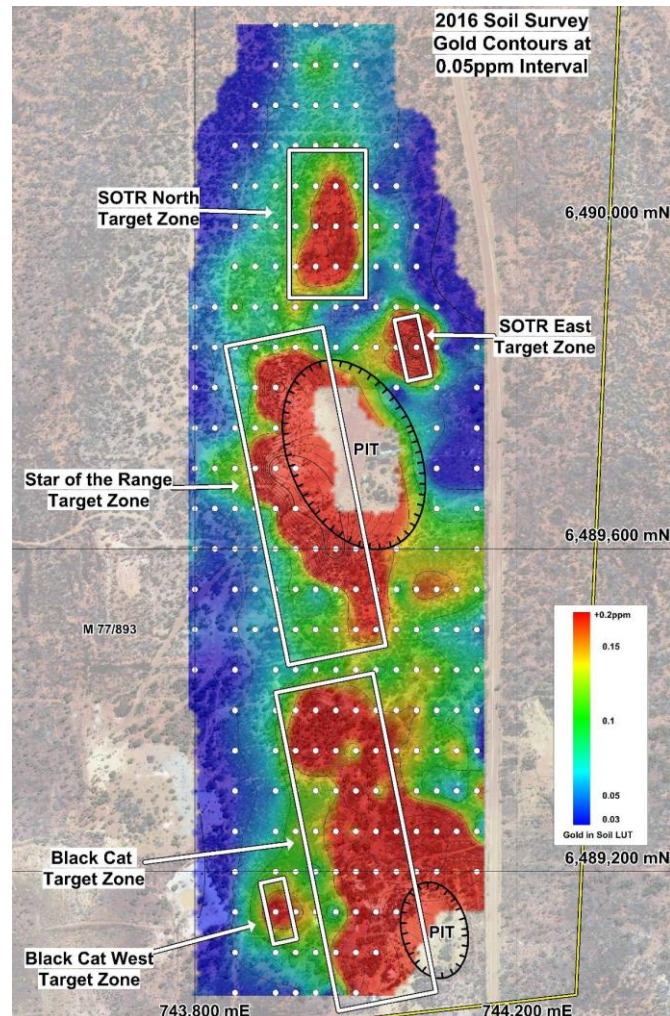 2016 Soil Survey
Gold Contours at
0.05ppm Interval
SOTR North
Target Zone
6,490,000 mN
SOTR East
Target Zone
PIT
Star of the Range
Target Zone
6,489,600 mN
M 77/893
+0.2ppm
0.15
0.1
0.05
0.03
Gold in Soil LUT
Black Cat
Target Zone
6,489,200 mN
PIT
Black Cat West
Target Zone
743,800 mE
744,200 mE